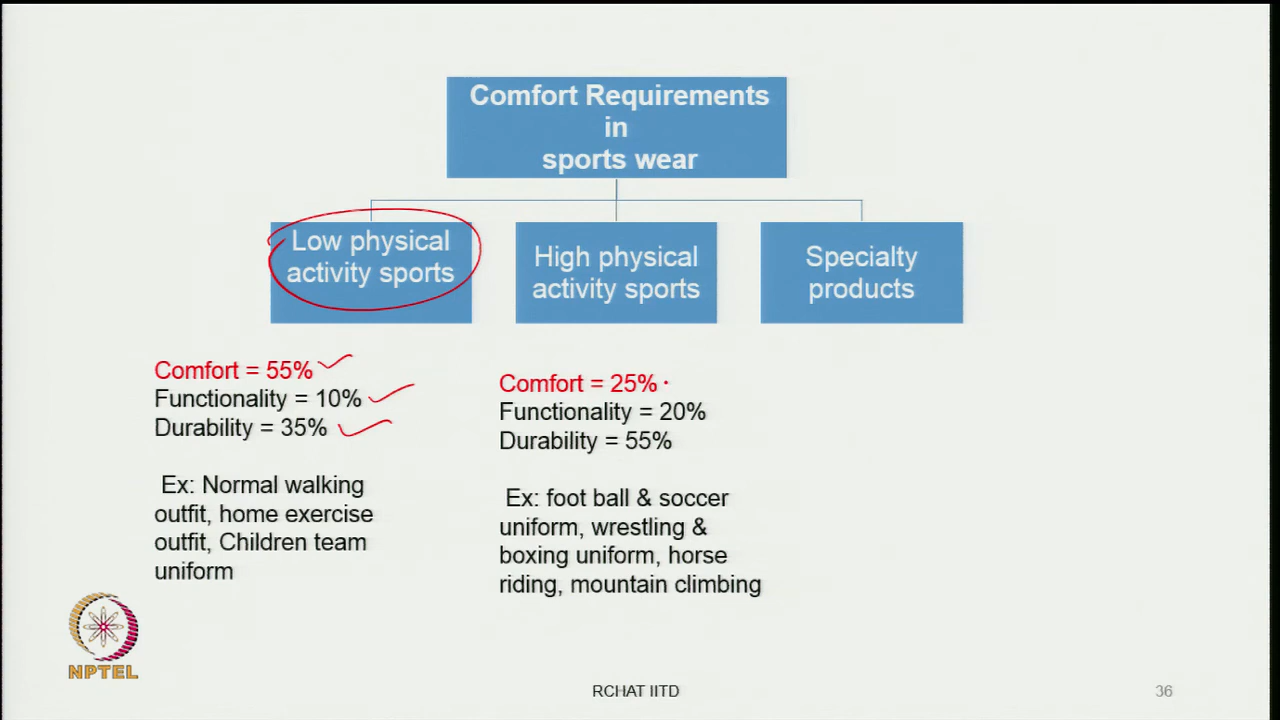 Comfort Requirements
in
sports wear
Low physical
activity sports
High physical
activity sports
Specialty
products
Comfort = 55%
Functionality = 10%
Durability = 35%
Ex: Normal walking
outfit, home exercise
outfit, Children team
uniform
Comfort = 25%
Functionality = 20%
Durability = 55%
Ex: foot ball & soccer
uniform, wrestling &
boxing uniform, horse
riding, mountain climbing
NPTEL
RCHAT IITD
36